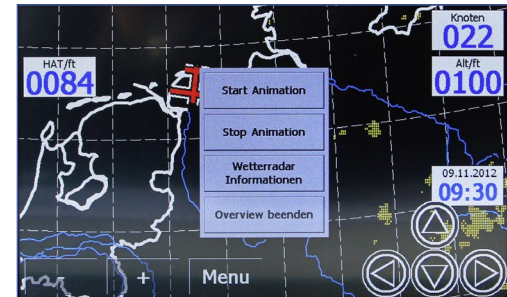 Knoten
022
HAT/ft
0084
Alt/ft
0100
Start Animation
Stop Animation
Wetterradar
Informationen
Overview beenden
09.11.2012
09:30
-
+
Menu